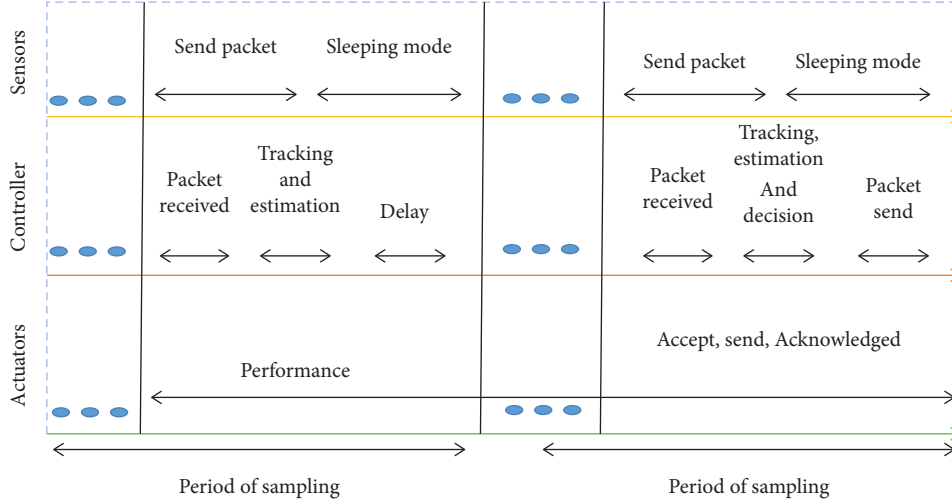 Sensors
Send packet
Sleeping mode
Send packet
Sleeping mode
Controller
Packet
received
Tracking
and
estimation
Delay
Packet
received
Tracking,
estimation
And
decision
Packet
send
Actuators
Performance
Accept, send, Acknowledged
Period of sampling
Period of sampling